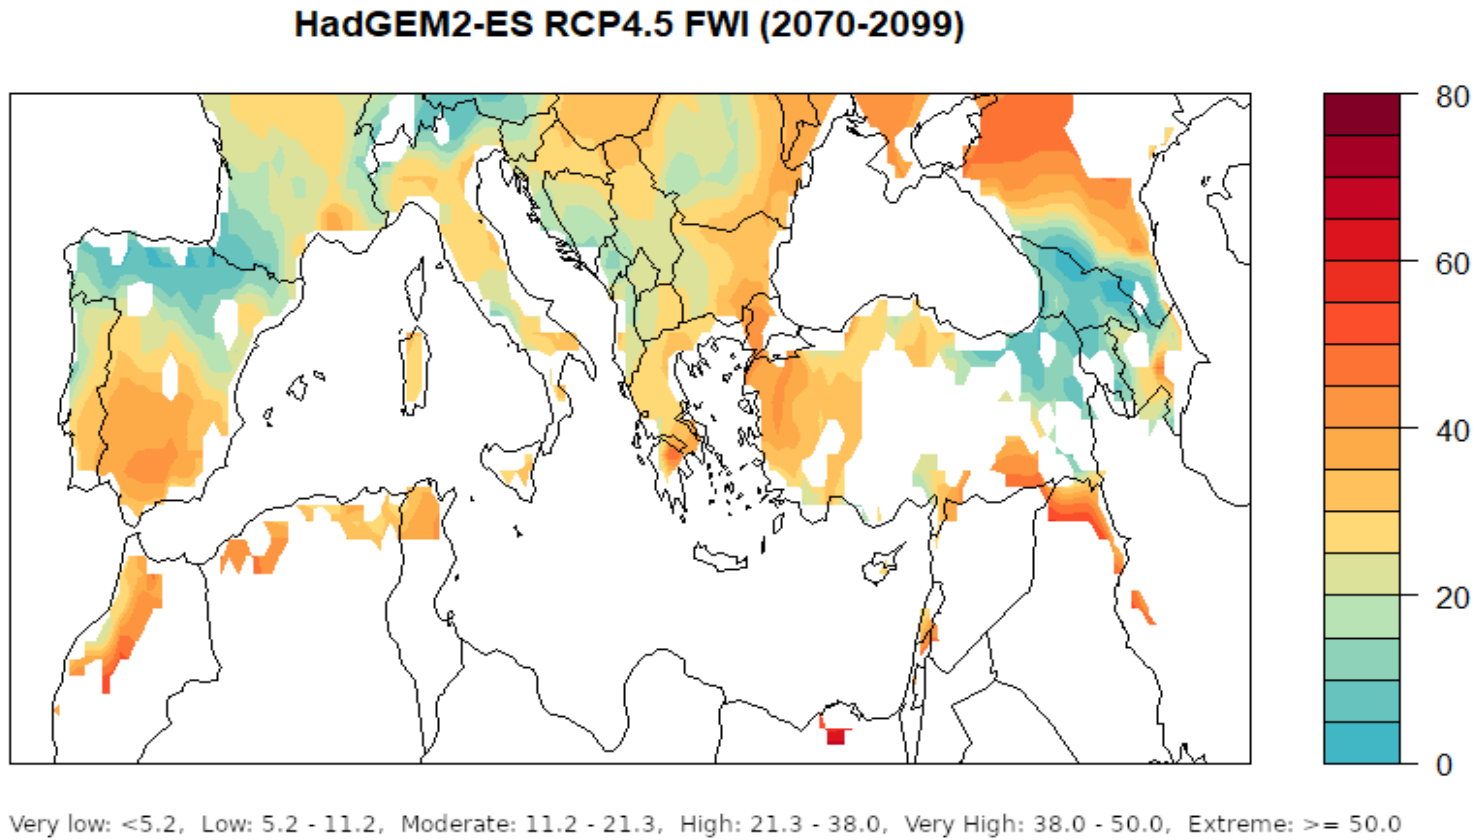 HadGEM2-ES RCP4.5 FWI (2070-2099)
80
60
40
20
0
Very low: <5.2, Low: 5.2 - 11.2, Moderate: 11.2 - 21.3, High: 21.3 - 38.0, Very High: 38.0 - 50.0, Extreme: >= 50.0